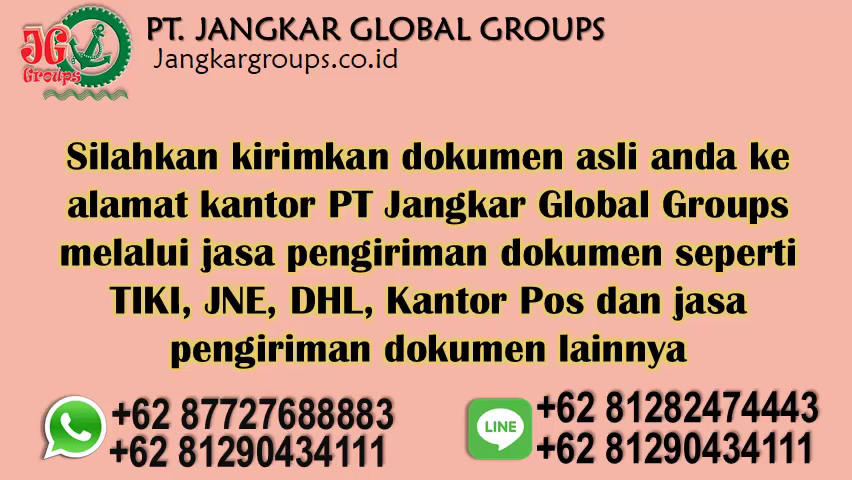 JG
Groups
PT. JANGKAR GLOBAL GROUPS
Jangkargroups.co.id
Silahkan kirimkan dokumen asli anda ke
alamat kantor PT Jangkar Global Groups
melalui jasa pengiriman dokumen seperti
TIKI, JNE, DHL, Kantor Pos dan jasa
pengiriman dokumen lainnya
+62 87727688883
+62 81290434111
LINE
+62 81282474443
+62 81290434111